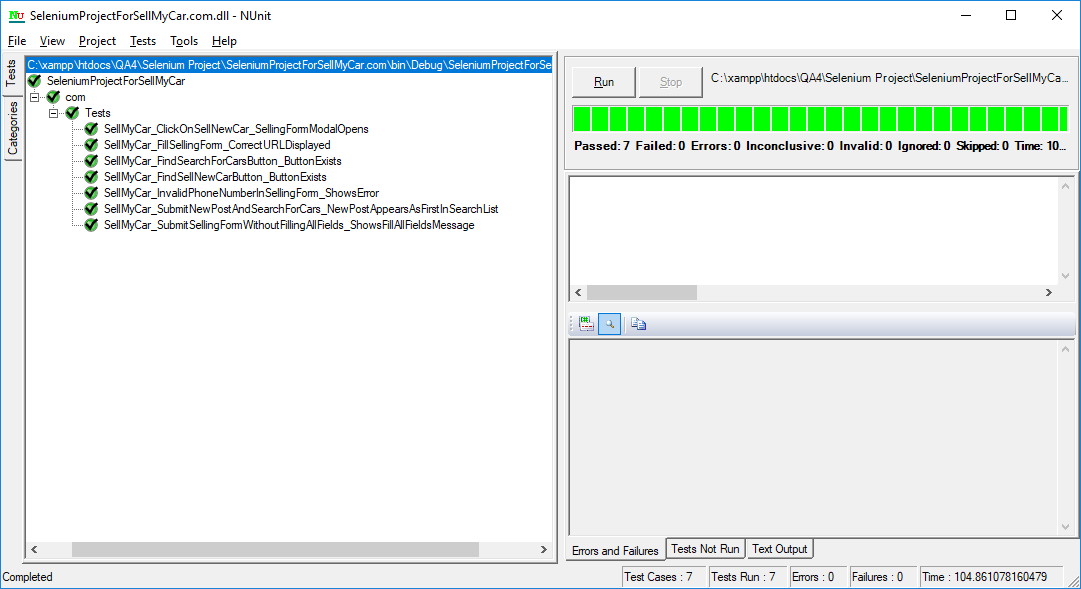 NU SeleniumProjectForSellMyCar.com.dll - NUnit
File View Project Tests Tools Help
Tests
Categories
C:\xampp\htdocs\QA4\Selenium Project\SeleniumProjectForSellMyCar.com\bin\Debug\SeleniumProjectForSe
SeleniumProjectForSellMyCar
com
Tests
SellMyCar_ClickOnSellNewCar_SellingFormModalOpens
SellMyCar_FillSellingForm_CorrectURLDisplayed
SellMyCar_FindSearchForCarsButton_ButtonExists
SellMyCar_FindSellNewCarButton_ButtonExists
SellMyCar_InvalidPhoneNumberInSellingForm_ShowsError
SellMyCar_SubmitNewPostAndSearchForCars_NewPostAppearsAsFirstInSearchList
SellMyCar_SubmitSellingFormWithoutFillingAllFields_ShowsFillAllFieldsMessage
Run Stop C:\xampp\htdocs\QA4\Selenium Project\SeleniumProjectForSellMyCa...
Passed: 7 Failed: 0 Errors: 0 Inconclusive: 0 Invalid: 0 Ignored: 0 Skipped: 0 Time: 10...
Errors and Failures Tests Not Run Text Output
Completed Test Cases : 7 Tests Run : 7 Errors : 0 Failures : 0 Time : 104.861078160479